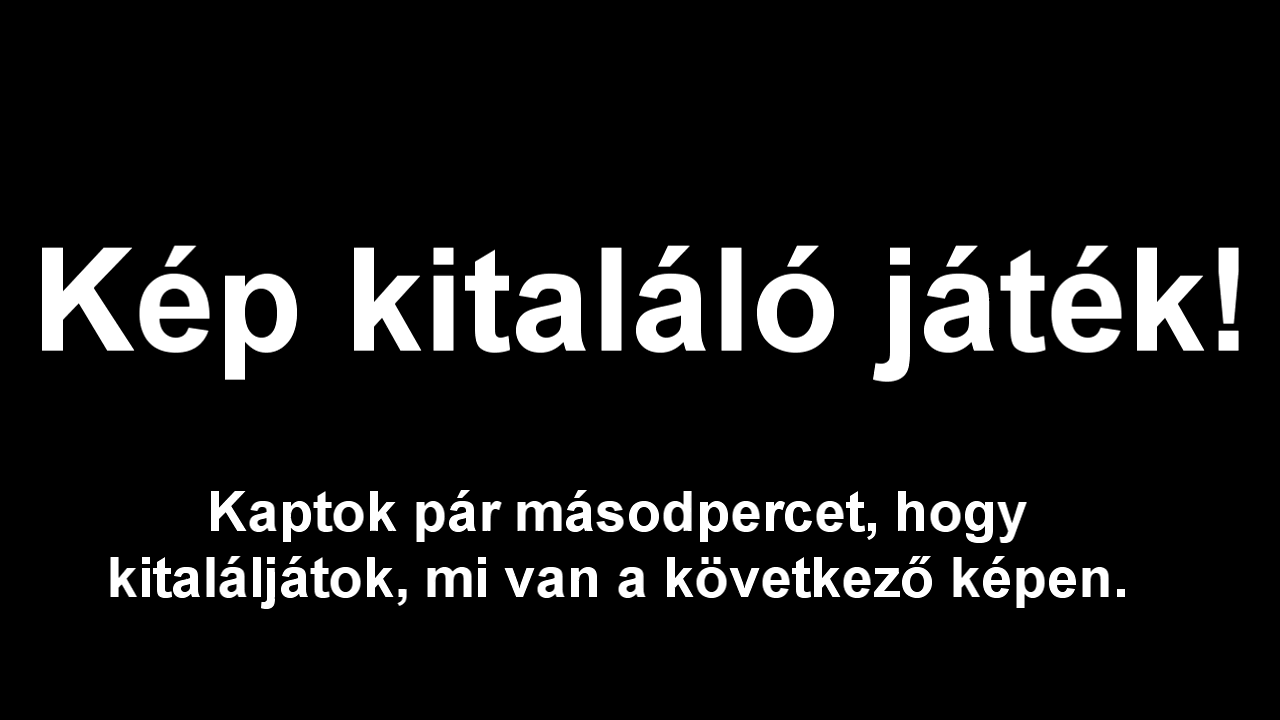 Kép kitaláló játék!
Kaptok pár másodpercet, hogy
kitaláljátok, mi van a következő képen.